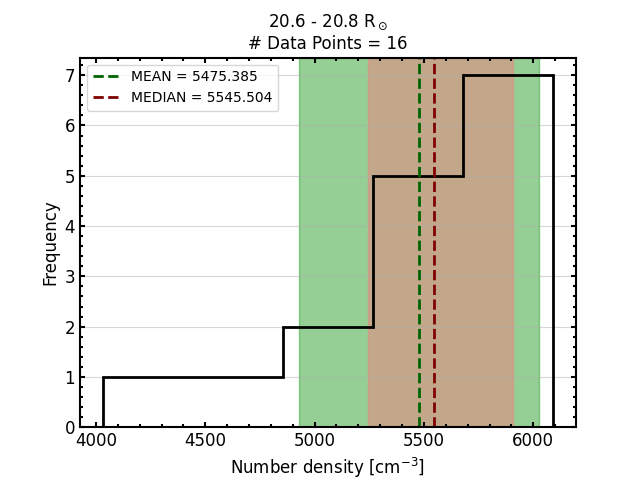 20.6 - 20.8 R⊙
# Data Points = 16
MEAN = 5475.385
MEDIAN = 5545.504
Frequency
7
6
5
4
3
2
1
0
4000 4500 5000 5500 6000
Number density [cm⁻³]